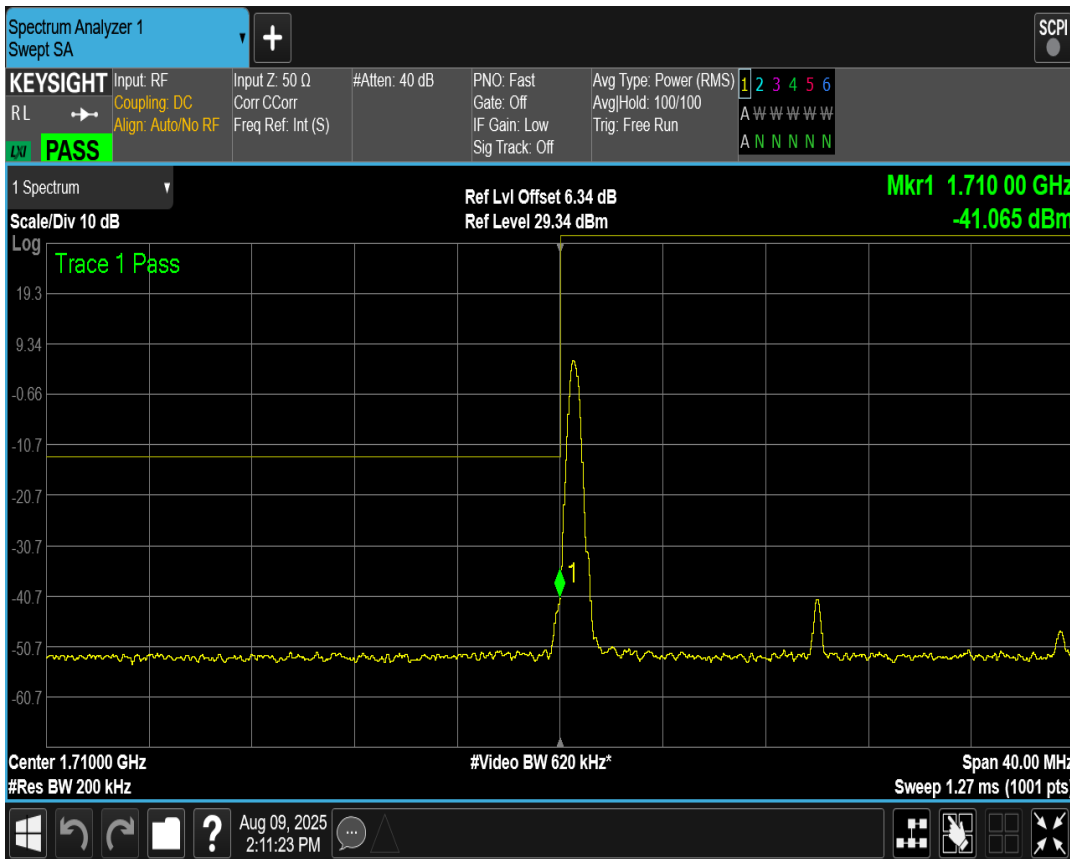 Spectrum Analyzer 1
Swept SA
+
SCPI
KEYSIGHT
R L
LXI PASS
Input: RF
Coupling: DC
Align: Auto/No RF
Input Z: 50 Ω
Corr CCorr
Freq Ref: Int (S)
#Atten: 40 dB
PNO: Fast
Gate: Off
IF Gain: Low
Sig Track: Off
Avg Type: Power (RMS)
Avg|Hold: 100/100
Trig: Free Run
1 2 3 4 5 6
A W W W W W
A N N N N N
1 Spectrum
Scale/Div 10 dB
Ref Lvl Offset 6.34 dB
Ref Level 29.34 dBm
Mkr1 1.710 00 GHz
-41.065 dBm
Log
Trace 1 Pass
19.3
9.34
-0.66
-10.7
-20.7
-30.7
1
-40.7
-50.7
-60.7
Center 1.71000 GHz
#Video BW 620 kHz*
Span 40.00 MHz
#Res BW 200 kHz
Sweep 1.27 ms (1001 pts)
?
Aug 09, 2025
2:11:23 PM